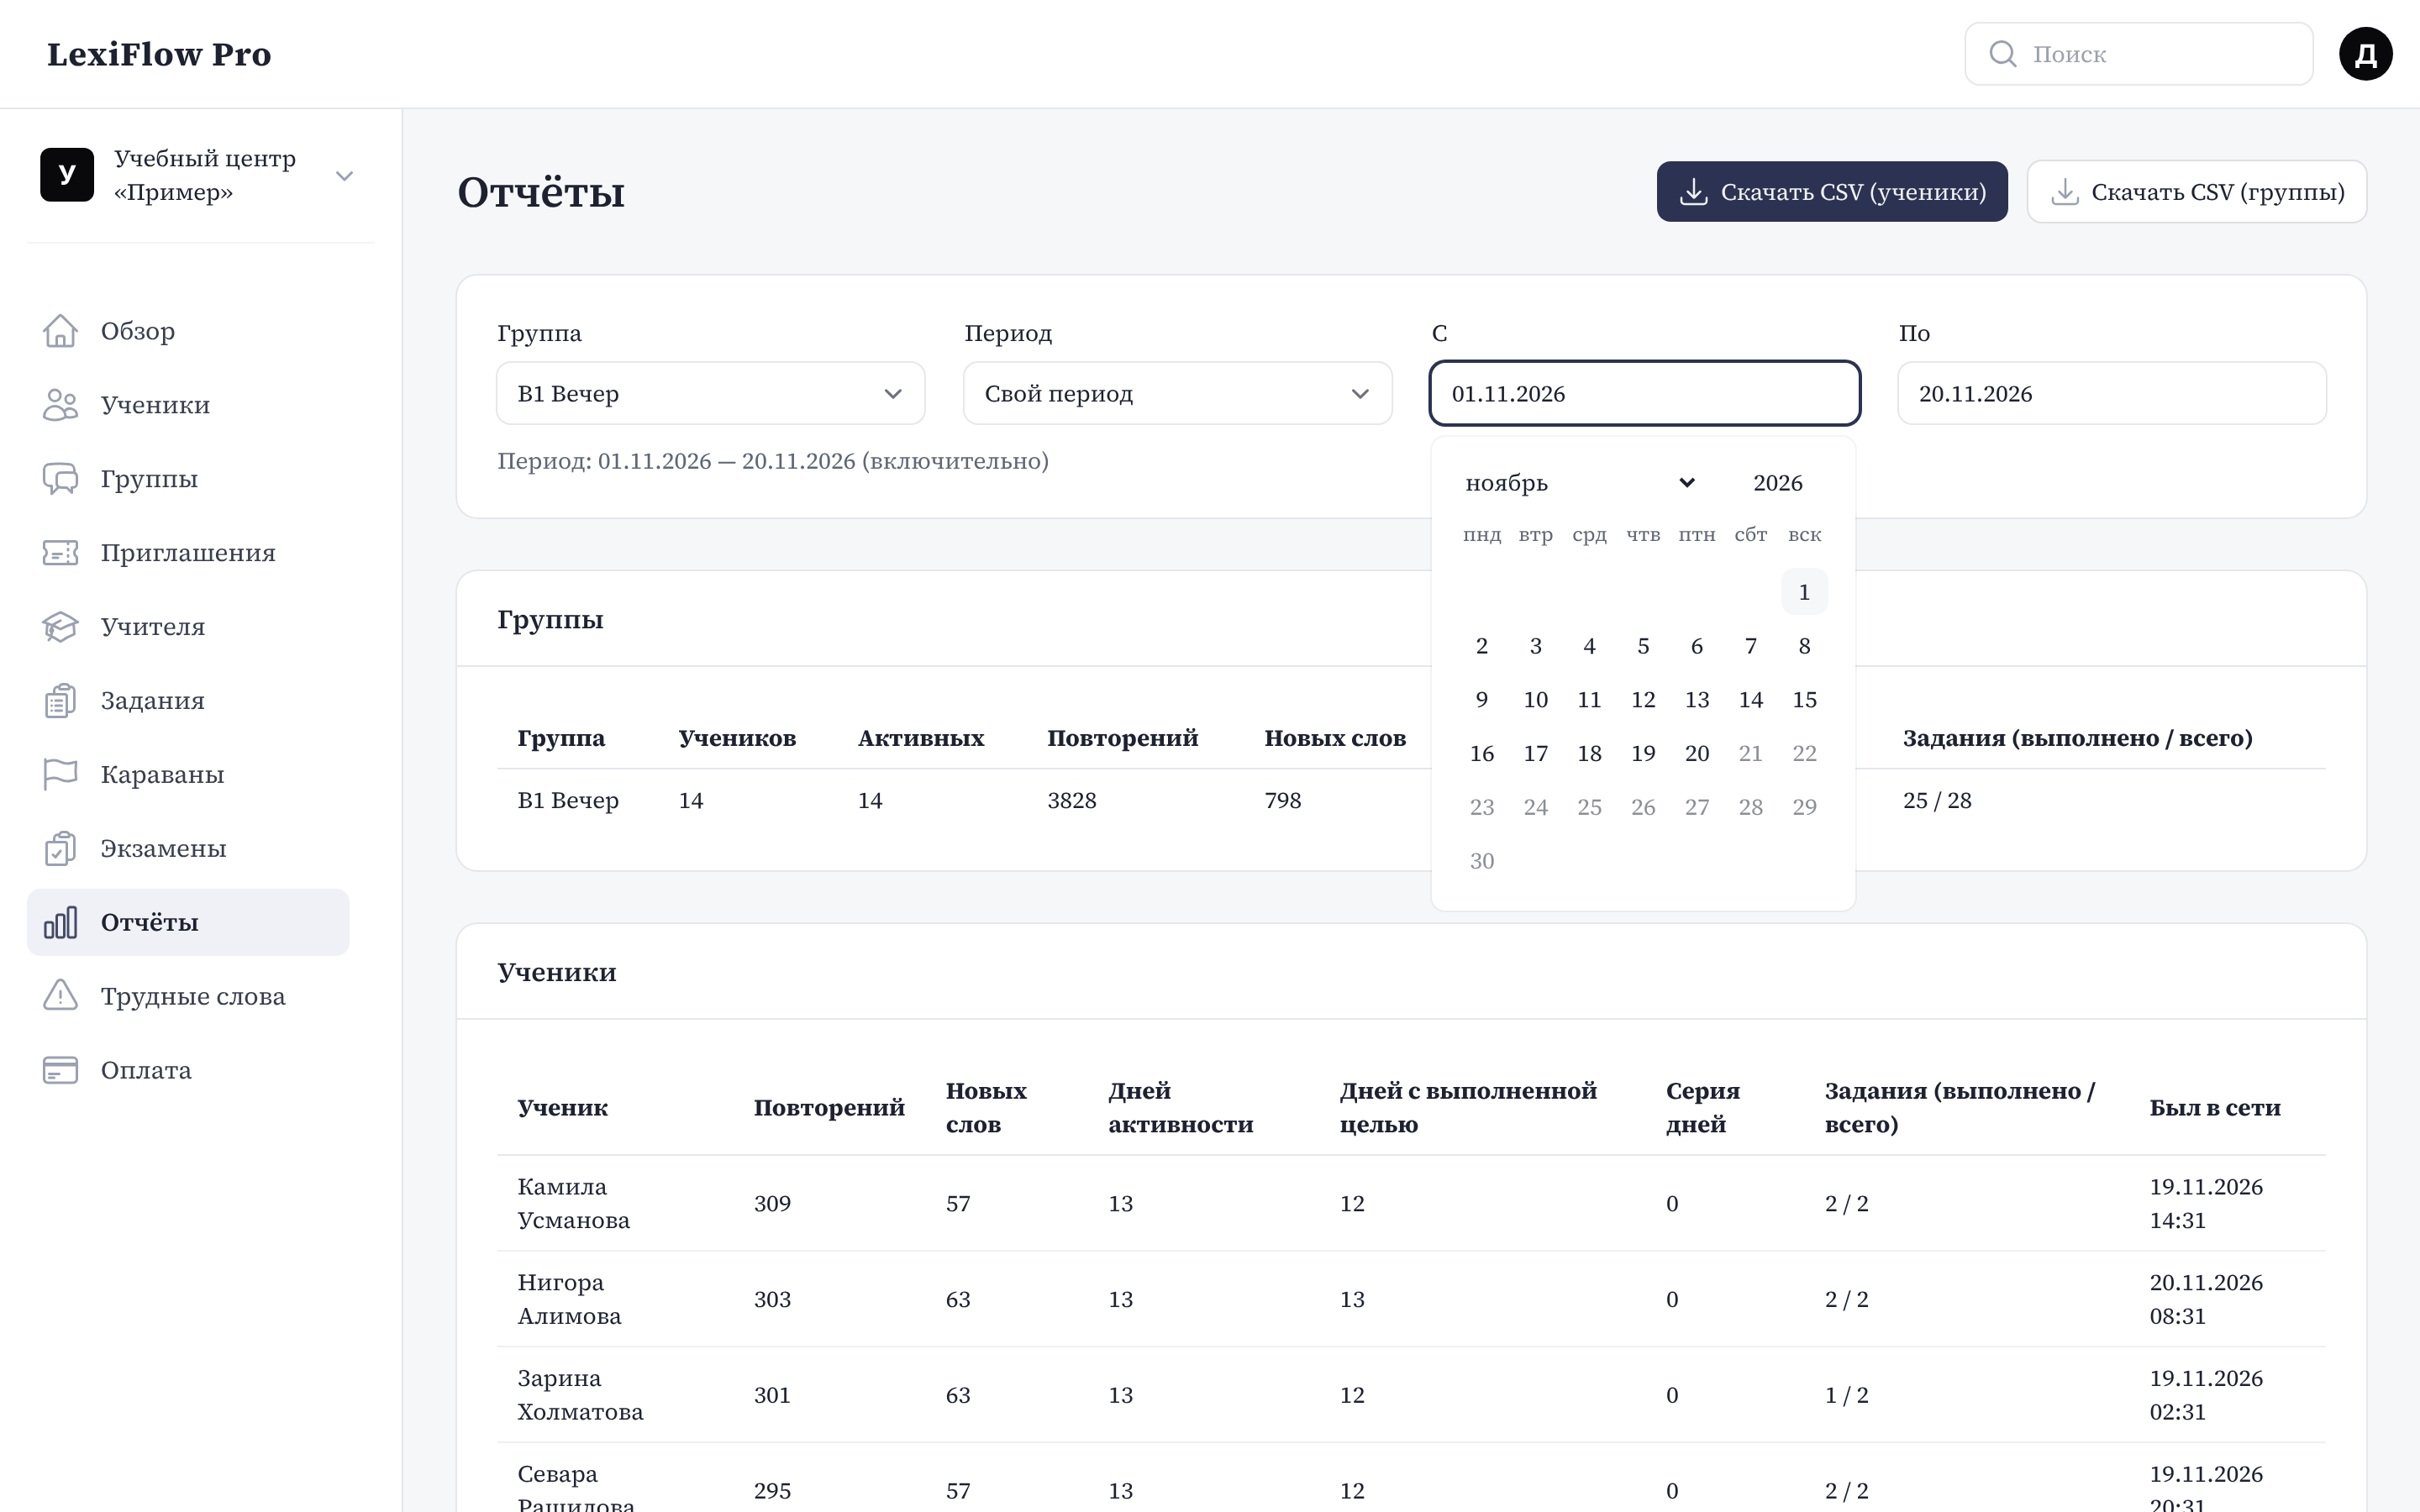 LexiFlow Pro
Поиск
Д
У
Учебный центр
«Пример»
Обзор
Ученики
Группы
Приглашения
Учителя
Задания
Караваны
Экзамены
Отчёты
Трудные слова
Оплата
Отчёты
Скачать CSV (ученики)
Скачать CSV (группы)
Группа
Период
С
По
B1 Вечер
Свой период
01.11.2026
20.11.2026
Период: 01.11.2026 — 20.11.2026 (включительно)
ноябрь 2026
пнд втр срд чтв птн сбт вск
1
2 3 4 5 6 7 8
9 10 11 12 13 14 15
16 17 18 19 20 21 22
23 24 25 26 27 28 29
30
Группы
Группа Учеников Активных Повторений Новых слов Задания (выполнено / всего)
B1 Вечер 14 14 3828 798 25 / 28
Ученики
Ученик Повторений Новых слов Дней активности Дней с выполненной целью Серия дней Задания (выполнено / всего) Был в сети
Камила Усманова 309 57 13 12 0 2 / 2 19.11.2026 14:31
Нигора Алимова 303 63 13 13 0 2 / 2 20.11.2026 08:31
Зарина Холматова 301 63 13 12 0 1 / 2 19.11.2026 02:31
Севара Рашидова 295 57 13 12 0 2 / 2 19.11.2026 20:31